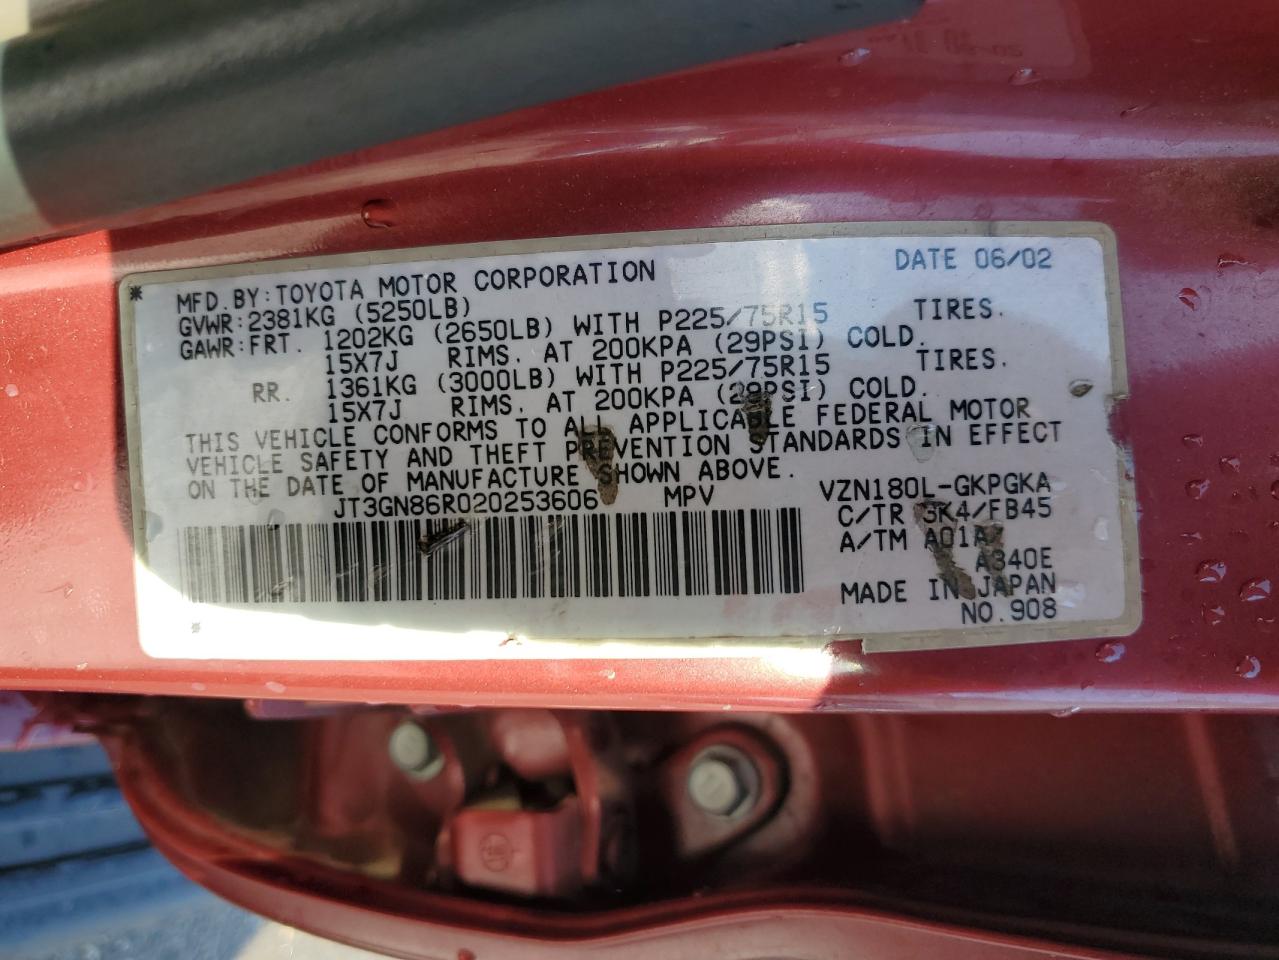 MFD. BY: TOYOTA MOTOR CORPORATION DATE 06/02
GVWR: 2381KG (5250LB)
GAWR: FRT. 1202KG (2650LB) WITH P225/75R15 TIRES.
15X7J RIMS. AT 200KPA (29PSI) COLD.
RR. 1361KG (3000LB) WITH P225/75R15 TIRES.
15X7J RIMS. AT 200KPA (29PSI) COLD.
THIS VEHICLE CONFORMS TO ALL APPLICABLE FEDERAL MOTOR
VEHICLE SAFETY AND THEFT PREVENTION STANDARDS IN EFFECT
ON THE DATE OF MANUFACTURE SHOWN ABOVE.
JT3GN86R020253606 MPV VZN180L-GKPGKA
C/TR 3K4/FB45
A/TM A01A
A340E
MADE IN JAPAN
NO. 908